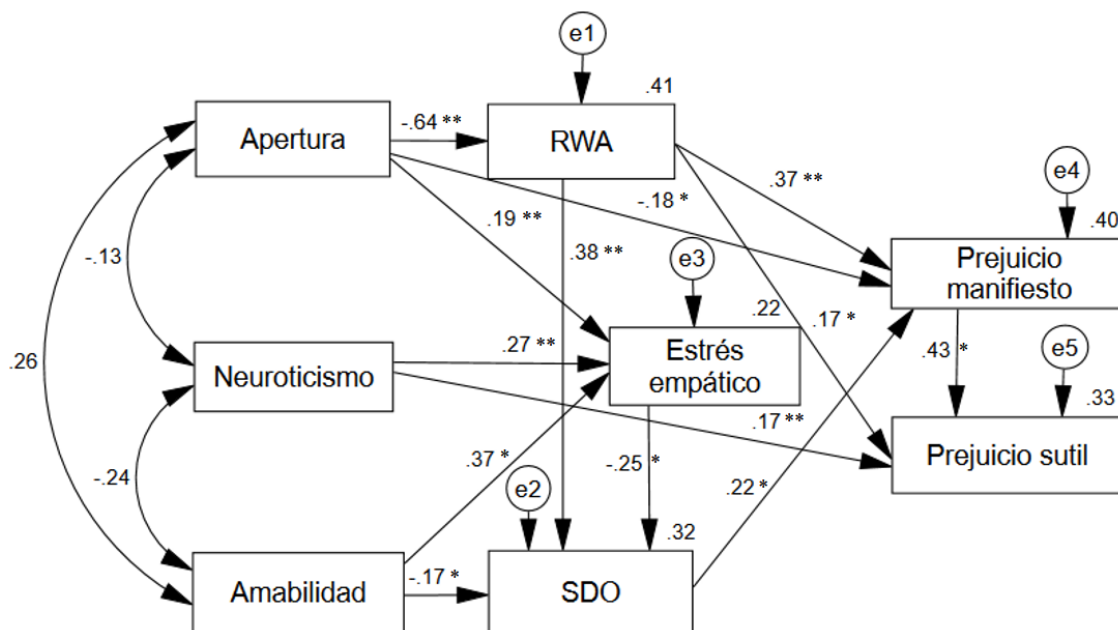 e1
.41
Apertura
-.64 **
RWA
e4
.37 **
-.18 *
.40
.19 **
.38 **
e3
Prejuicio
manifiesto
-.13
.22
.17 *
e5
.26
Neuroticismo
.27 **
Estrés
empático
.43 *
.33
.17 **
Prejuicio sutil
-.24
.37 *
-.25 *
.22 *
e2
.32
Amabilidad
-.17 *
SDO